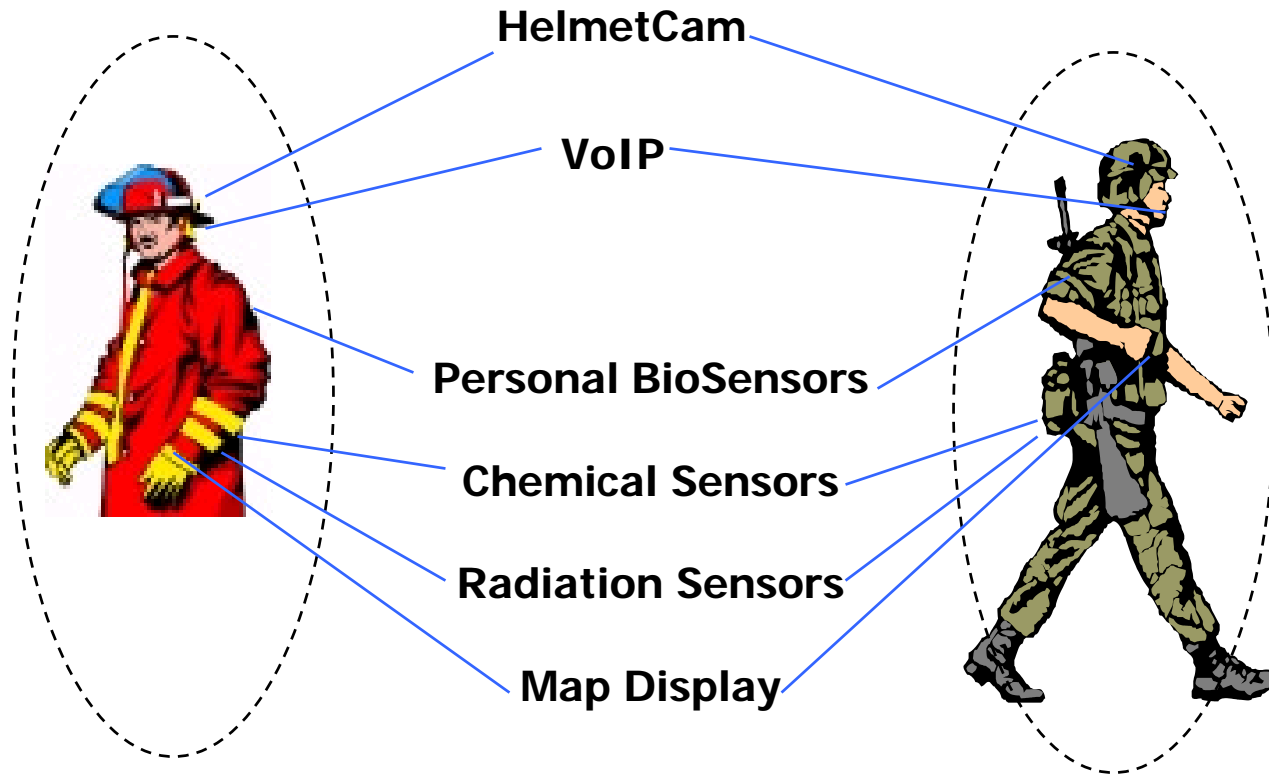 HelmetCam
VoIP
Personal BioSensors
Chemical Sensors
Radiation Sensors
Map Display